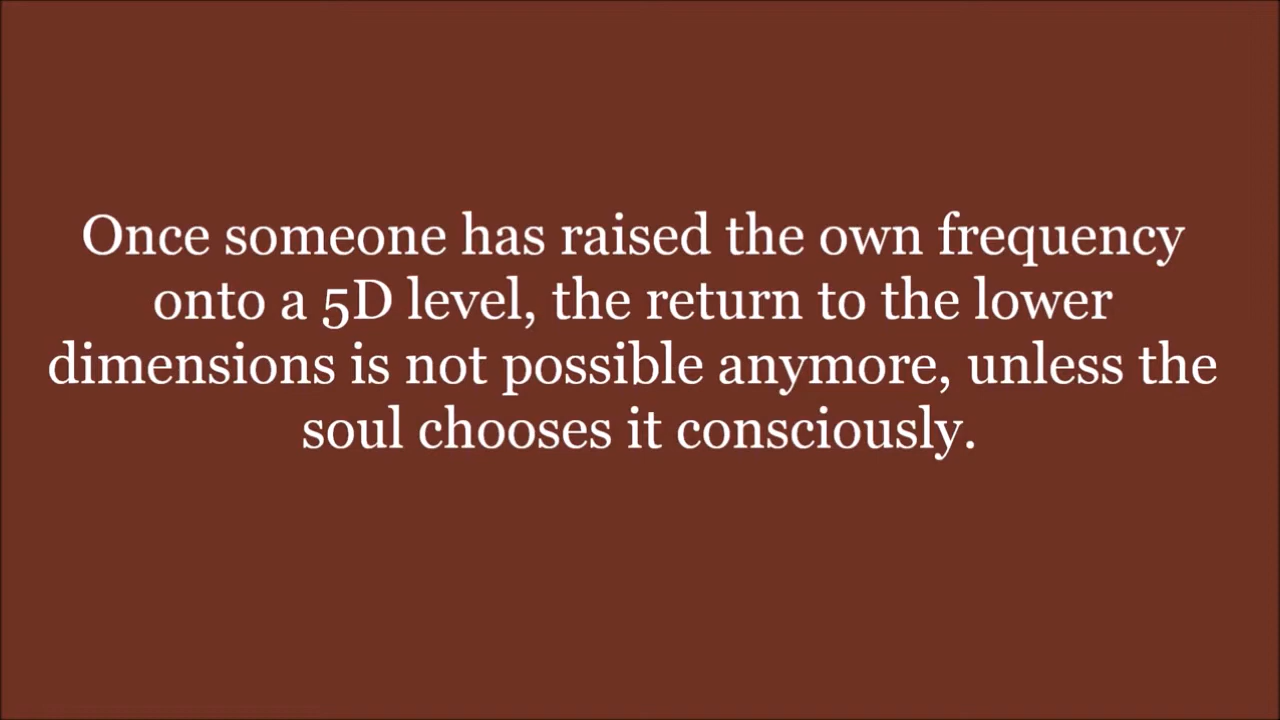 Once someone has raised the own frequency
onto a 5D level, the return to the lower
dimensions is not possible anymore, unless the
soul chooses it consciously.